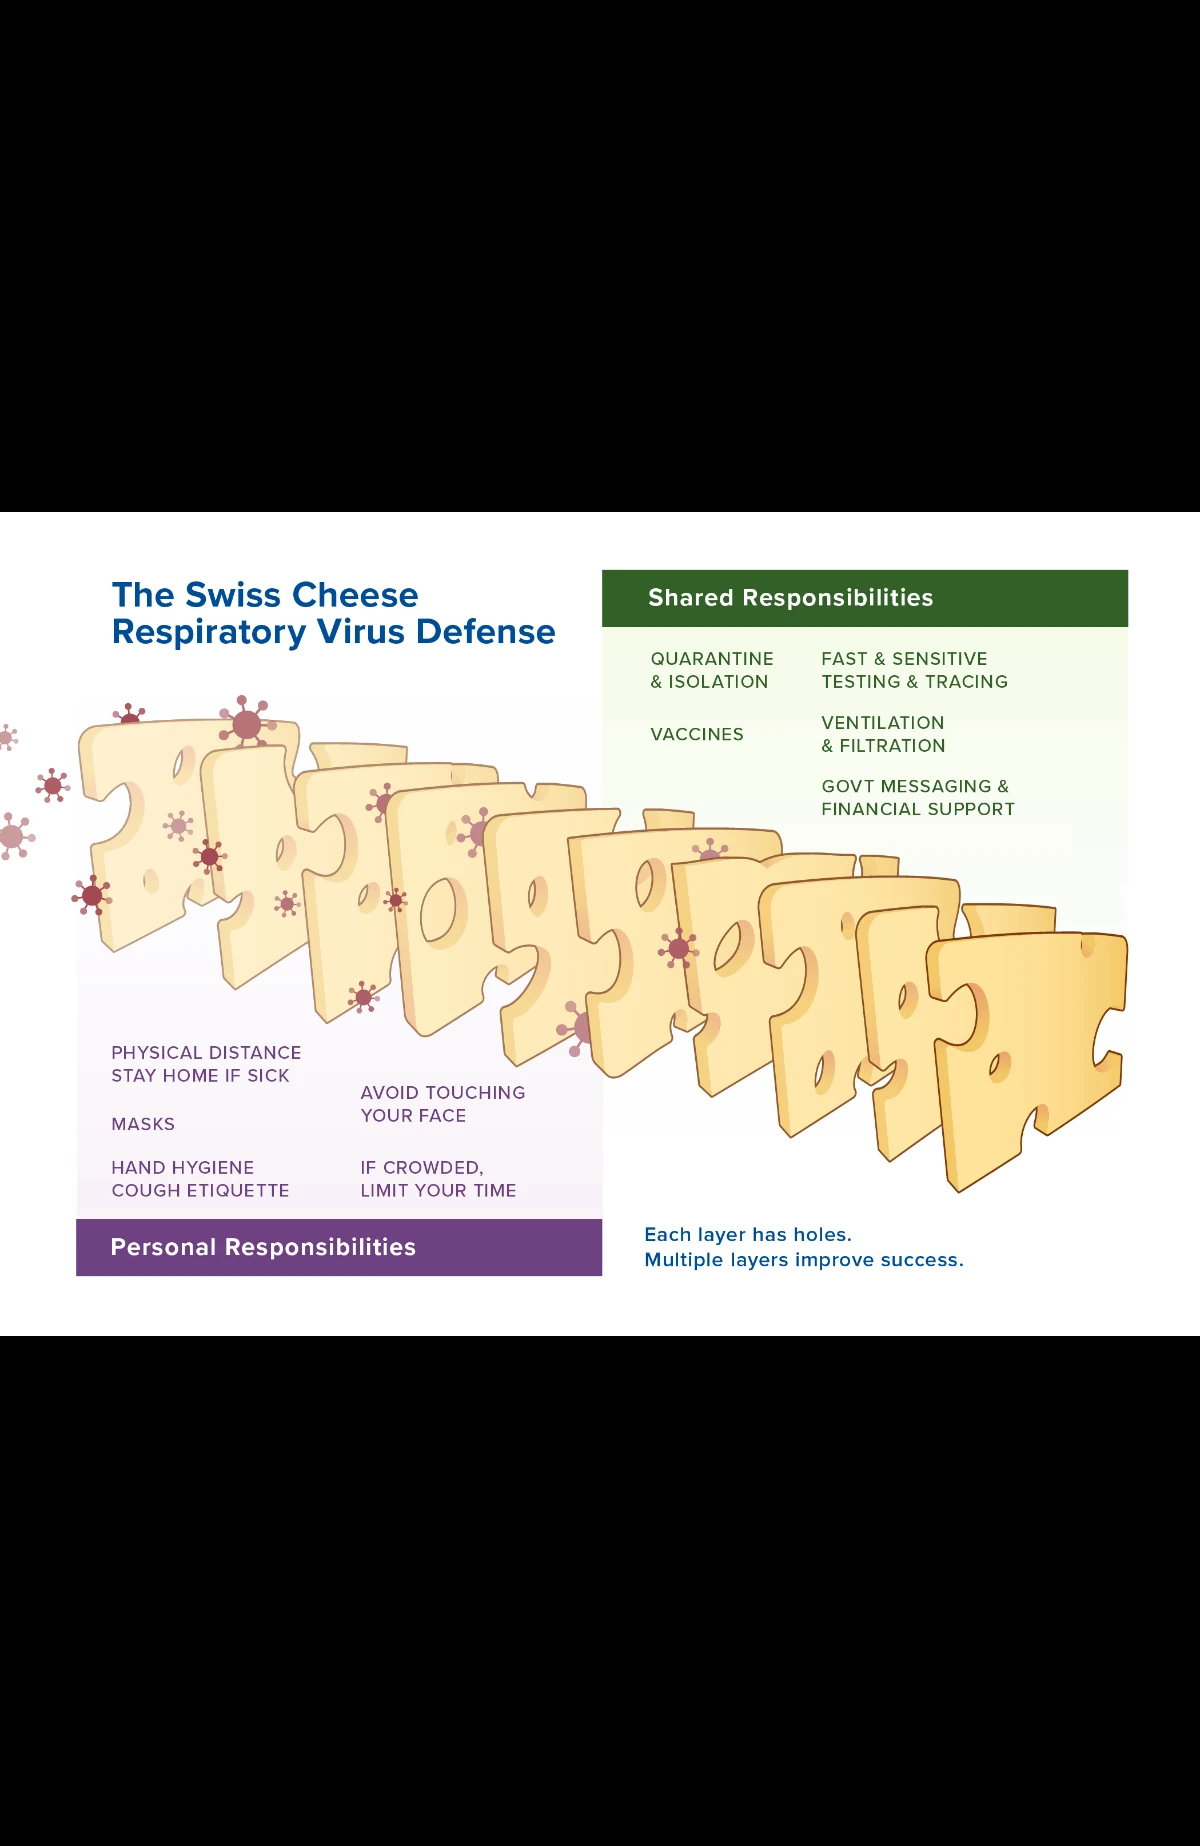 The Swiss Cheese
Respiratory Virus Defense
Shared Responsibilities
QUARANTINE
& ISOLATION
VACCINES
FAST & SENSITIVE
TESTING & TRACING
VENTILATION
& FILTRATION
GOVT MESSAGING &
FINANCIAL SUPPORT
PHYSICAL DISTANCE
STAY HOME IF SICK
MASKS
HAND HYGIENE
COUGH ETIQUETTE
AVOID TOUCHING
YOUR FACE
IF CROWDED,
LIMIT YOUR TIME
Personal Responsibilities
Each layer has holes.
Multiple layers improve success.